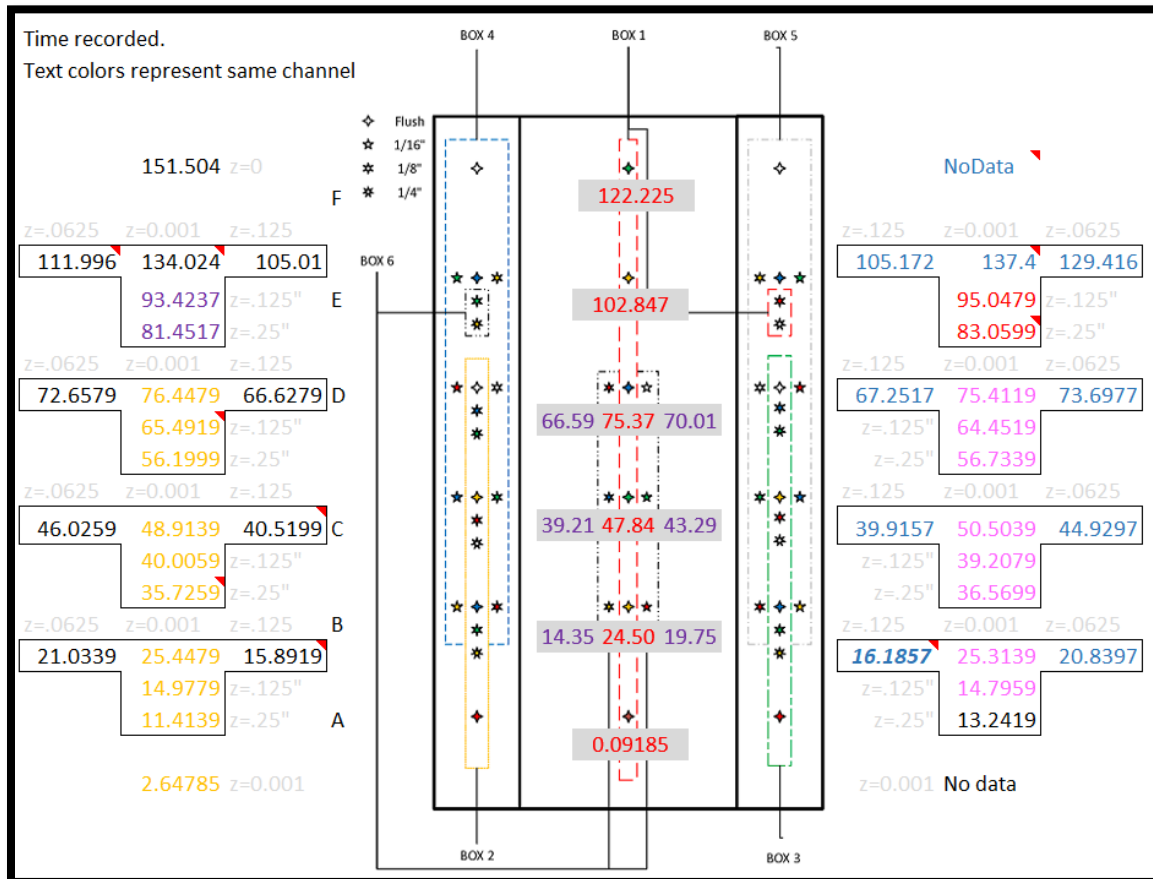 Time recorded.
Text colors represent same channel
BOX 4 BOX 1 BOX 5
Flush
1/16"
1/8"
1/4"
151.504 z=0
F
122.225
NoData
z=.0625 z=0.001 z=.125
111.996 134.024 105.01
BOX 6
z=.125 z=0.001 z=.0625
105.172 137.4 129.416
93.4237 z=.125" E
81.4517 z=.25"
102.847
95.0479 z=.125"
83.0599 z=.25"
z=.0625 z=0.001 z=.125
72.6579 76.4479 66.6279 D
65.4919 z=.125"
56.1999 z=.25"
66.59 75.37 70.01
z=.125 z=0.001 z=.0625
67.2517 75.4119 73.6977
z=.125" 64.4519
z=.25" 56.7339
z=.0625 z=0.001 z=.125
46.0259 48.9139 40.5199 C
40.0059 z=.125"
35.7259 z=.25"
39.21 47.84 43.29
z=.125 z=0.001 z=.0625
39.9157 50.5039 44.9297
z=.125" 39.2079
z=.25" 36.5699
z=.0625 z=0.001 z=.125 B
21.0339 25.4479 15.8919
14.9779 z=.125"
11.4139 z=.25" A
14.35 24.50 19.75
z=.125 z=0.001 z=.0625
16.1857 25.3139 20.8397
z=.125" 14.7959
z=.25" 13.2419
0.09185
2.64785 z=0.001
z=0.001 No data
BOX 2 BOX 3